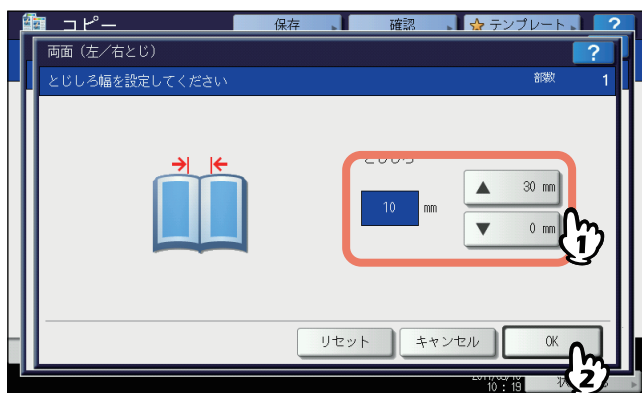 コピー
保存
確認
テンプレート
?
両面（左／右とじ）
?
とじしろ幅を設定してください
部数 1
10 mm
▲ 30 mm
▼ 0 mm
1
リセット
キャンセル
OK
2
10：19